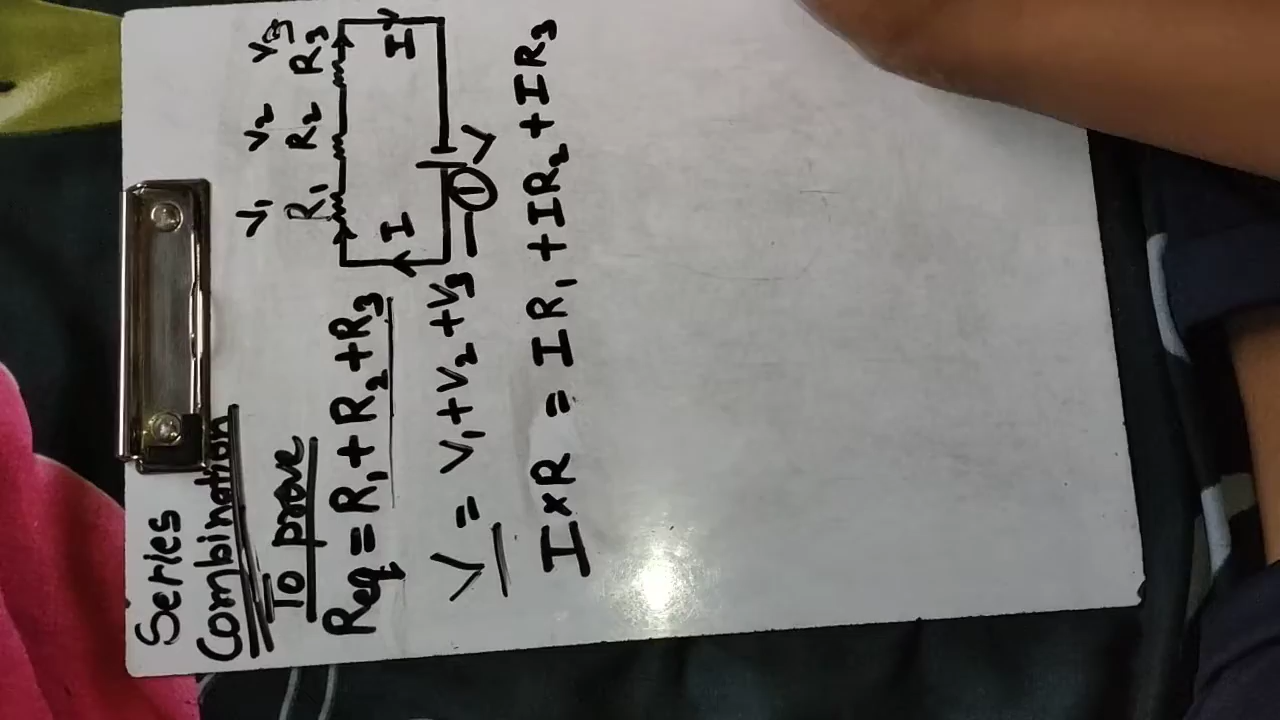 Series
Combination
To prove
Req = R₁ + R₂ + R₃
V₁ V₂ V₃
R₁ R₂ R₃
I I
V
V = V₁ + V₂ + V₃ — ①
I×R = IR₁ + IR₂ + IR₃